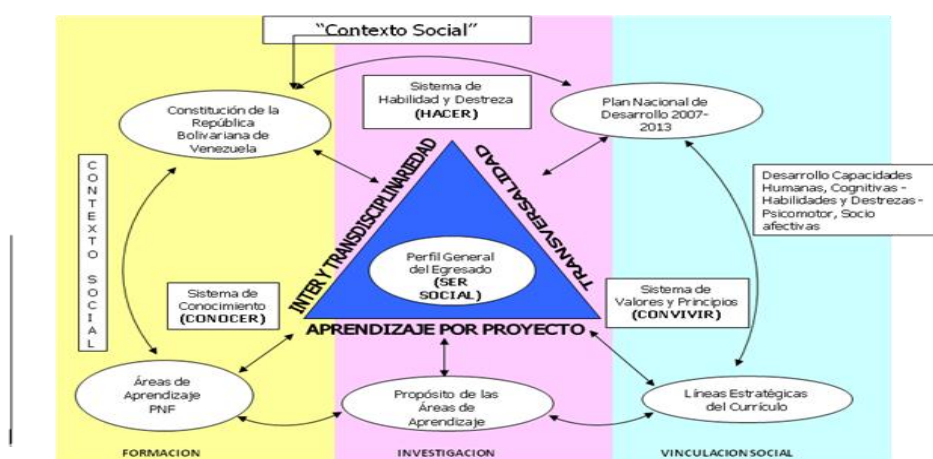 "Contexto Social"
Sistema de
Habilidad y Destreza
(HACER)
Constitución de la
República
Bolivariana de
Venezuela
Plan Nacional de
Desarrollo 2007-
2013
CONTEXTO SOCIAL
INTER Y TRANSDISCIPLINARIEDAD
TRANSVERSALIDAD
Desarrollo Capacidades
Humanas, Cognitivas -
Habilidades y Destrezas -
Psicomotor, Socio
afectivas
Perfil General
del Egresado
(SER
SOCIAL)
Sistema de
Conocimiento
(CONOCER)
Sistema de
Valores y Principios
(CONVIVIR)
APRENDIZAJE POR PROYECTO
Áreas de
Aprendizaje
PNF
Propósito de las
Áreas de
Aprendizaje
Líneas Estratégicas
del Currículo
FORMACION
INVESTIGACION
VINCULACION SOCIAL